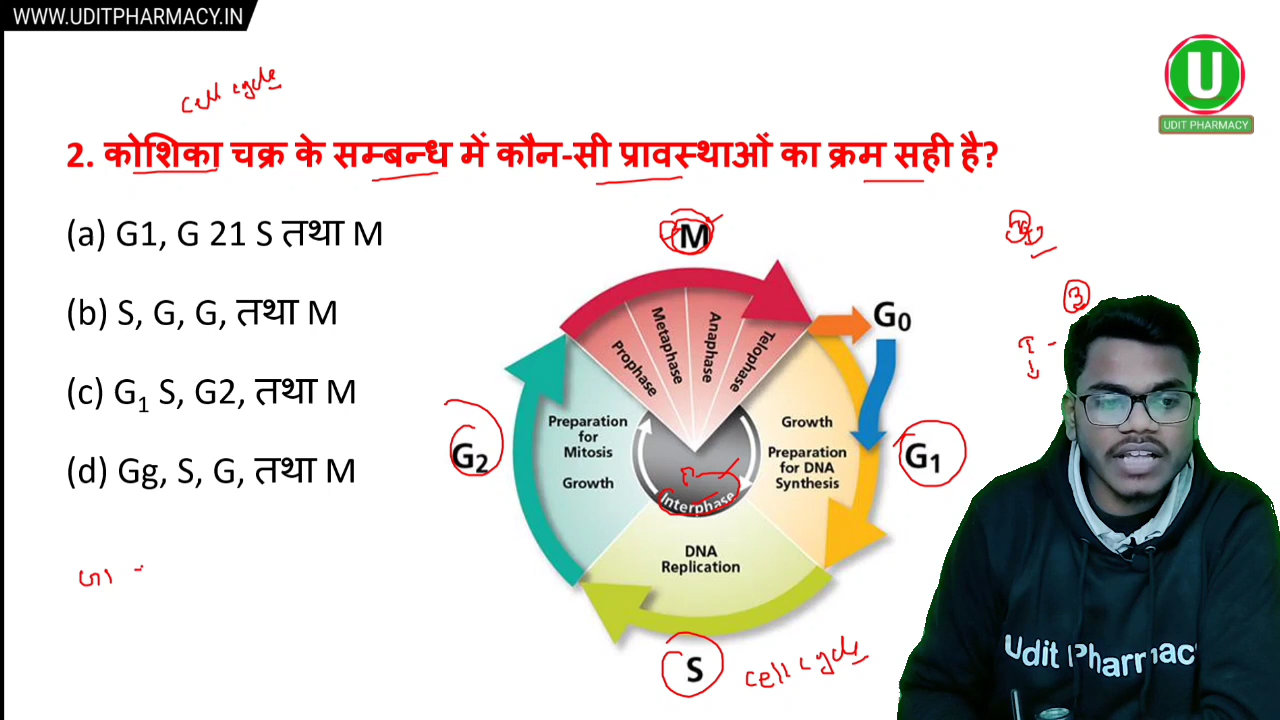 WWW.UDITPHARMACY.IN
U
UDIT PHARMACY
cell cycle
2. कोशिका चक्र के सम्बन्ध में कौन-सी प्रावस्थाओं का क्रम सही है?
(a) G1, G 21 S तथा M
(b) S, G, G, तथा M
(c) G₁ S, G2, तथा M
(d) Gg, S, G, तथा M
G1 -
M
G₀
Prophase
Metaphase
Anaphase
Telophase
Preparation
for
Mitosis
Growth
G₂
Growth
Preparation
for DNA
Synthesis
G₁
Interphase
DNA
Replication
S
cell cycle
Udit Pharmacy